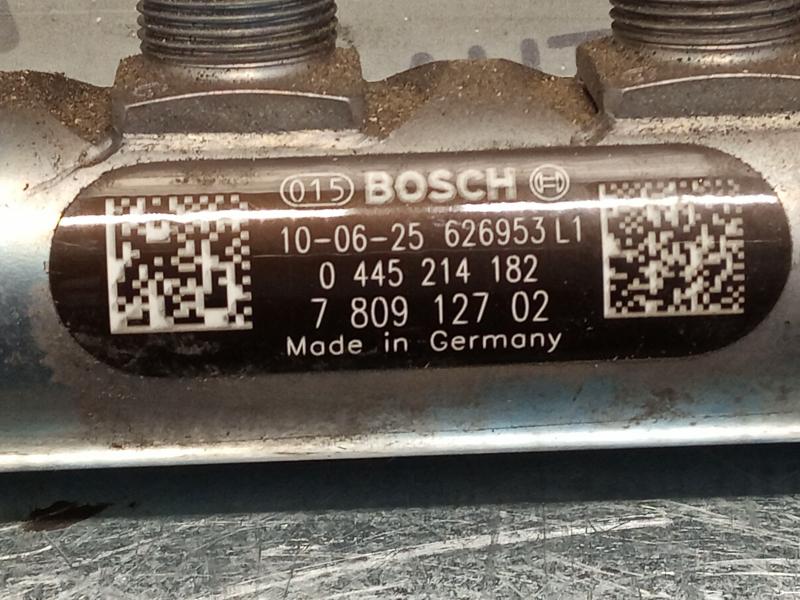 015 BOSCH
10-06-25 626953 L1
0 445 214 182
7 809 127 02
Made in Germany